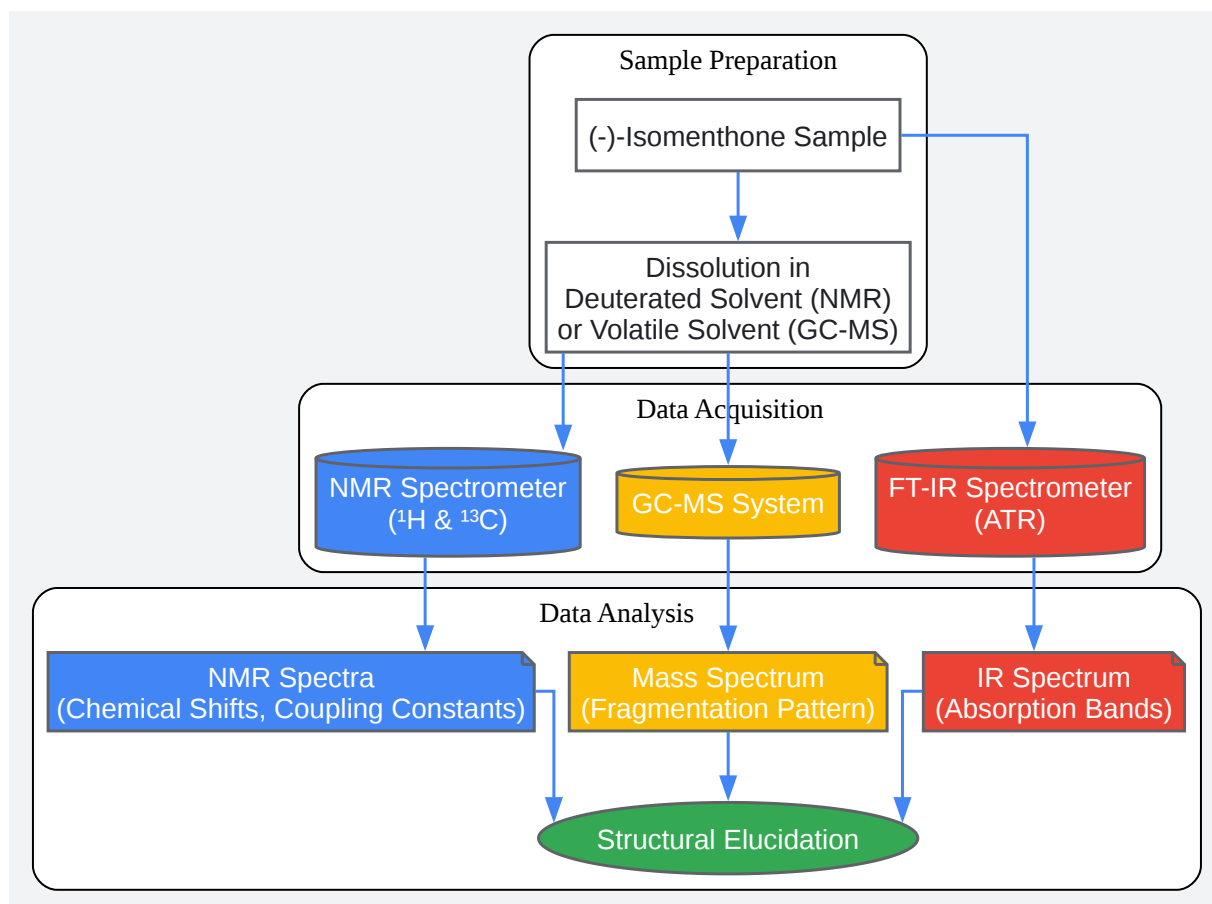 Sample Preparation
(-)-Isomenthone Sample
Dissolution in
Deuterated Solvent (NMR)
or Volatile Solvent (GC-MS)
Data Acquisition
NMR Spectrometer
(¹H & ¹³C)
GC-MS System
FT-IR Spectrometer
(ATR)
Data Analysis
NMR Spectra
(Chemical Shifts, Coupling Constants)
Mass Spectrum
(Fragmentation Pattern)
IR Spectrum
(Absorption Bands)
Structural Elucidation